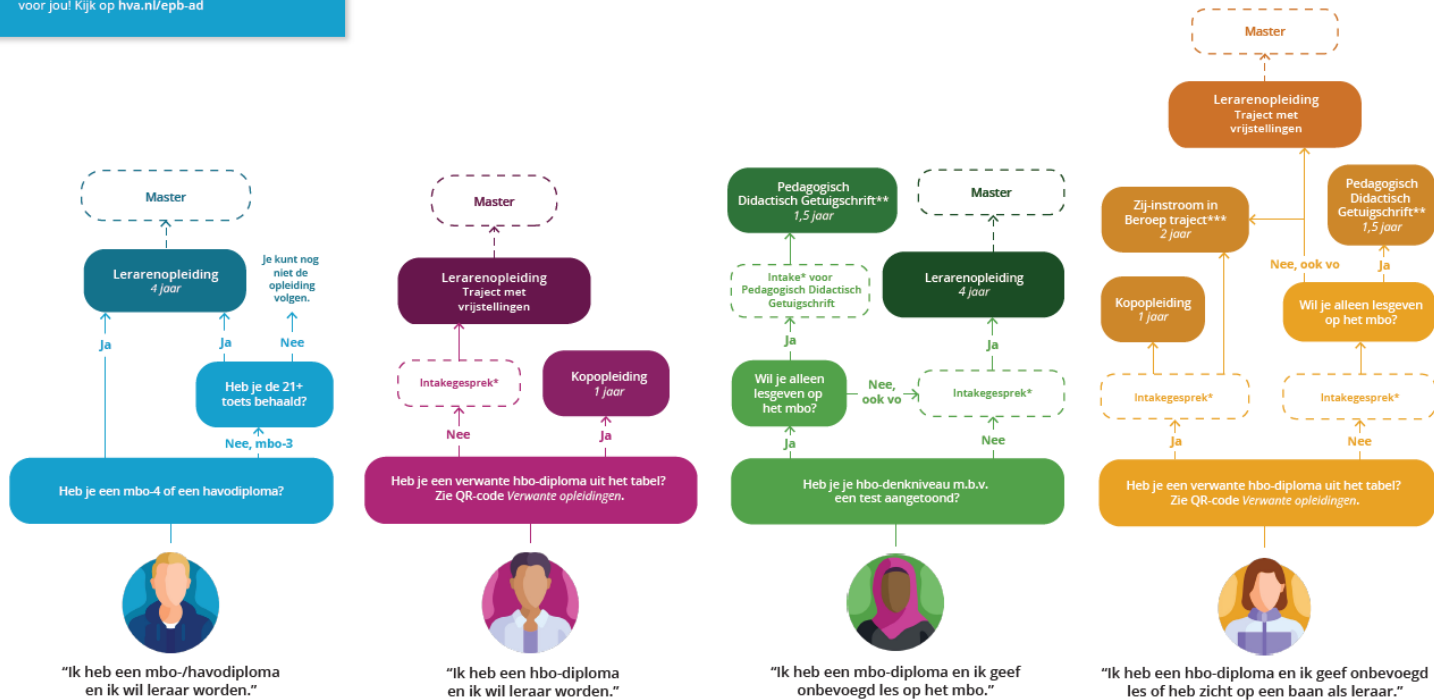 voor jou! Kijk op hva.nl/epb-ad
Master
Lerarenopleiding
4 jaar
Je kunt nog
niet de
opleiding
volgen.
Ja
Ja
Nee
Heb je de 21+
toets behaald?
Nee, mbo-3
Heb je een mbo-4 of een havodiploma?
“Ik heb een mbo-/havodiploma
en ik wil leraar worden.”
Master
Lerarenopleiding
Traject met
vrijstellingen
Intakegesprek*
Kopopleiding
1 jaar
Nee
Ja
Heb je een verwante hbo-diploma uit het tabel?
Zie QR-code Verwante opleidingen.
“Ik heb een hbo-diploma
en ik wil leraar worden.”
Pedagogisch
Didactisch Getuigschrift**
1,5 jaar
Master
Intake* voor
Pedagogisch Didactisch
Getuigschrift
Lerarenopleiding
4 jaar
Ja
Ja
Wil je alleen
lesgeven op
het mbo?
Nee,
ook vo
Intakegesprek*
Ja
Nee
Heb je je hbo-denkniveau m.b.v.
een test aangetoond?
“Ik heb een mbo-diploma en ik geef
onbevoegd les op het mbo.”
Master
Lerarenopleiding
Traject met
vrijstellingen
Zij-instroom in
Beroep traject***
2 jaar
Pedagogisch
Didactisch
Getuigschrift**
1,5 jaar
Nee, ook vo
Ja
Kopopleiding
1 jaar
Wil je alleen lesgeven
op het mbo?
Intakegesprek*
Intakegesprek*
Ja
Nee
Heb je een verwante hbo-diploma uit het tabel?
Zie QR-code Verwante opleidingen.
“Ik heb een hbo-diploma en ik geef onbevoegd
les of heb zicht op een baan als leraar.”